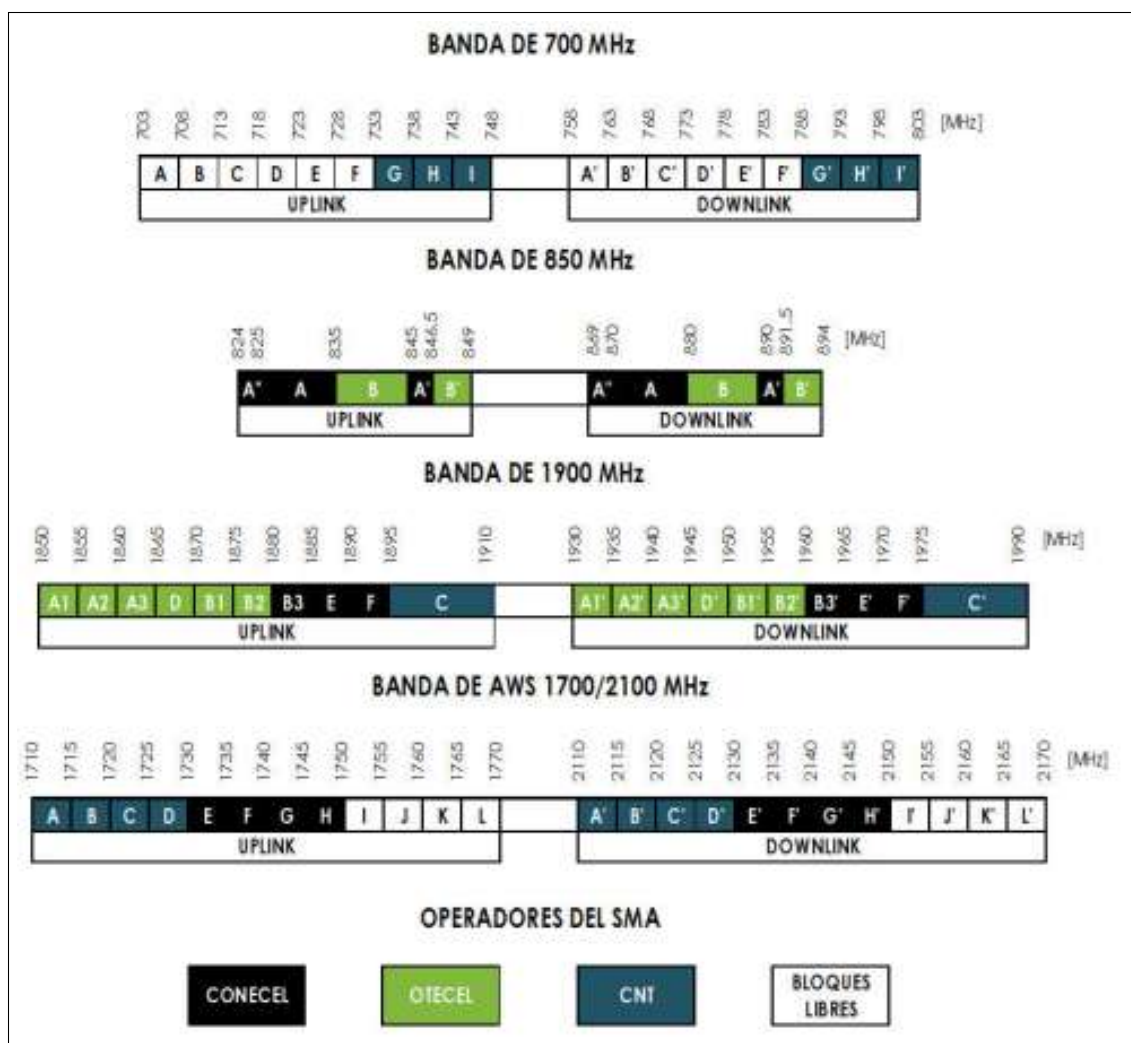 BANDA DE 700 MHz
703 708 713 718 723 728 733 738 743 748 758 763 768 773 778 783 788 793 798 803 [MHz]
A B C D E F G H I A' B' C' D' E' F' G' H' I'
UPLINK DOWNLINK
BANDA DE 850 MHz
824 825 835 845 846.5 849 869 870 880 890 891.5 894 [MHz]
A" A B A' B' A" A B A' B'
UPLINK DOWNLINK
BANDA DE 1900 MHz
1850 1855 1860 1865 1870 1875 1880 1885 1890 1895 1910 1930 1935 1940 1945 1950 1955 1960 1965 1970 1975 1990 [MHz]
A1 A2 A3 D B1 B2 B3 E F C A1' A2' A3' D' B1' B2' B3' E' F' C'
UPLINK DOWNLINK
BANDA DE AWS 1700/2100 MHz
1710 1715 1720 1725 1730 1735 1740 1745 1750 1755 1760 1765 1770 2110 2115 2120 2125 2130 2135 2140 2145 2150 2155 2160 2165 2170 [MHz]
A B C D E F G H I J K L A' B' C' D' E' F' G' H' I' J' K' L'
UPLINK DOWNLINK
OPERADORES DEL SMA
CONECEL OTECEL CNT BLOQUES
LIBRES